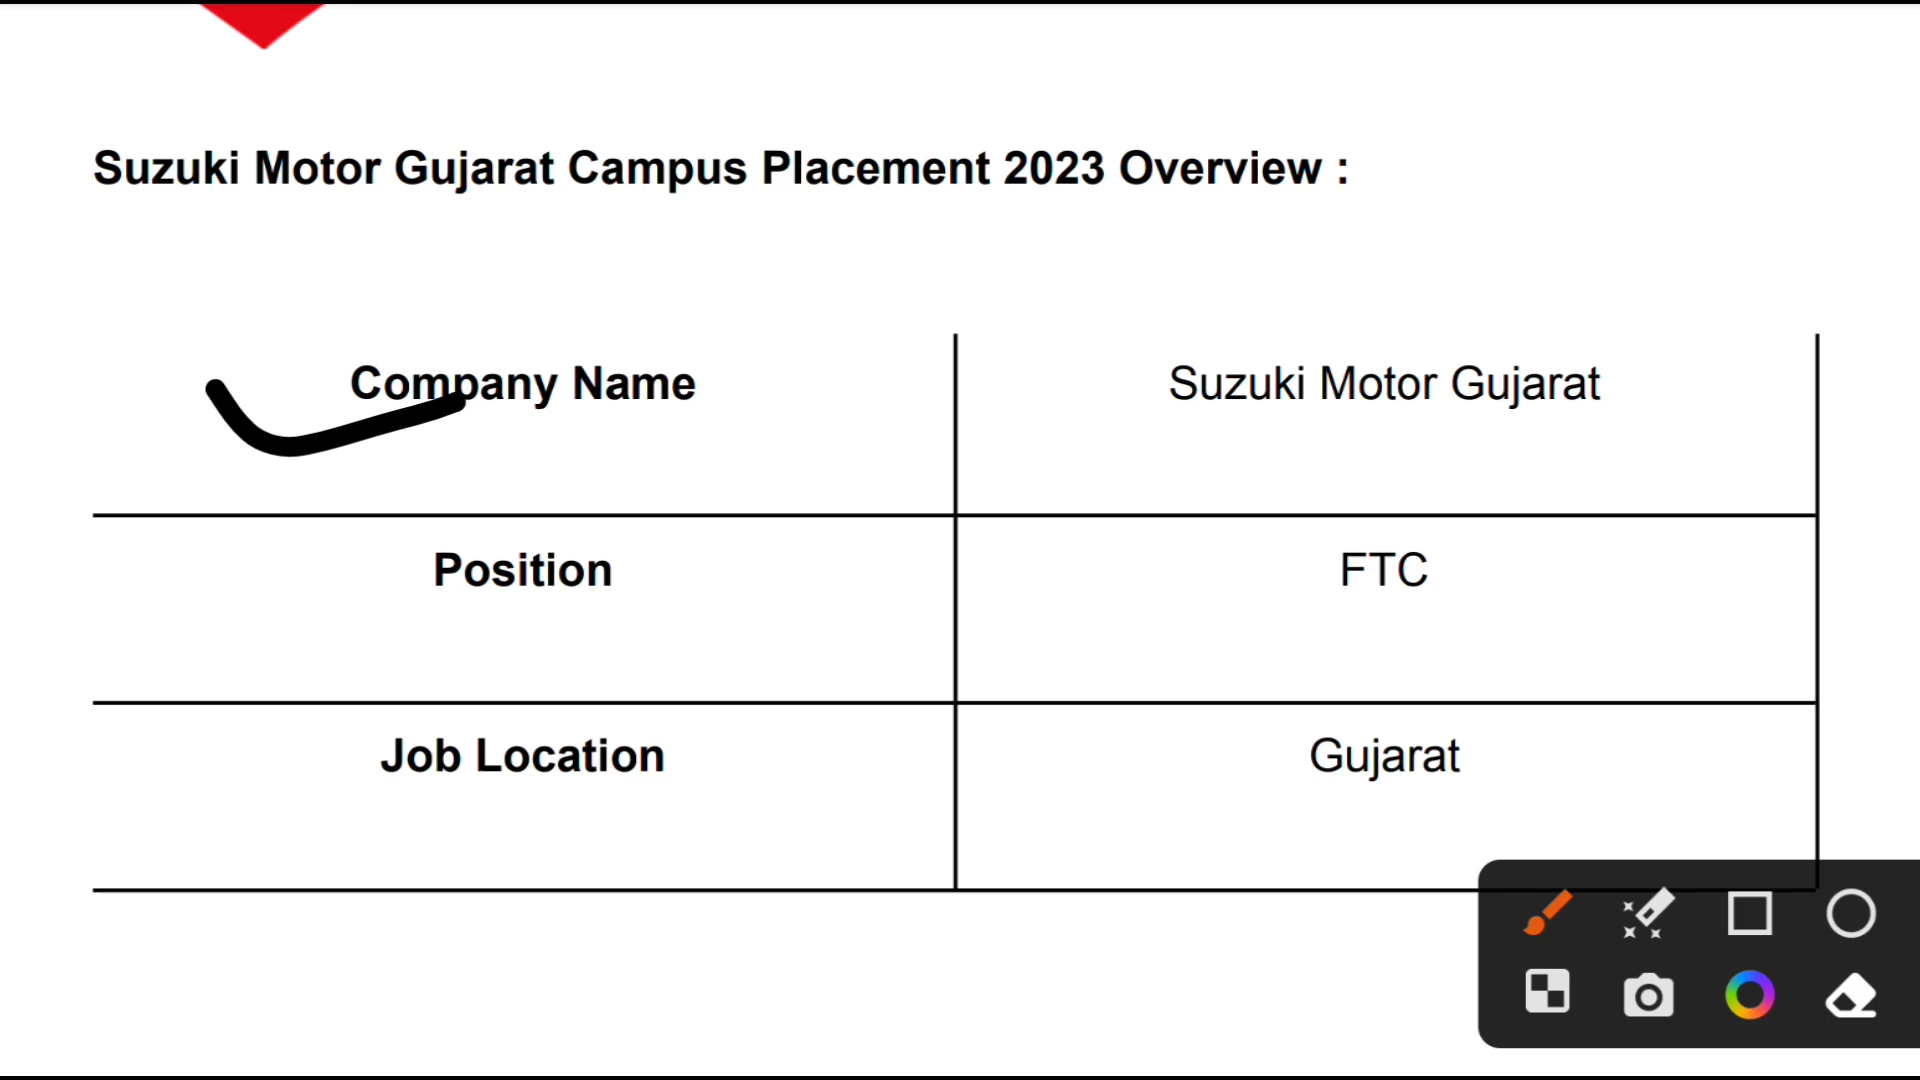 Suzuki Motor Gujarat Campus Placement 2023 Overview :
Company Name Suzuki Motor Gujarat
Position FTC
Job Location Gujarat